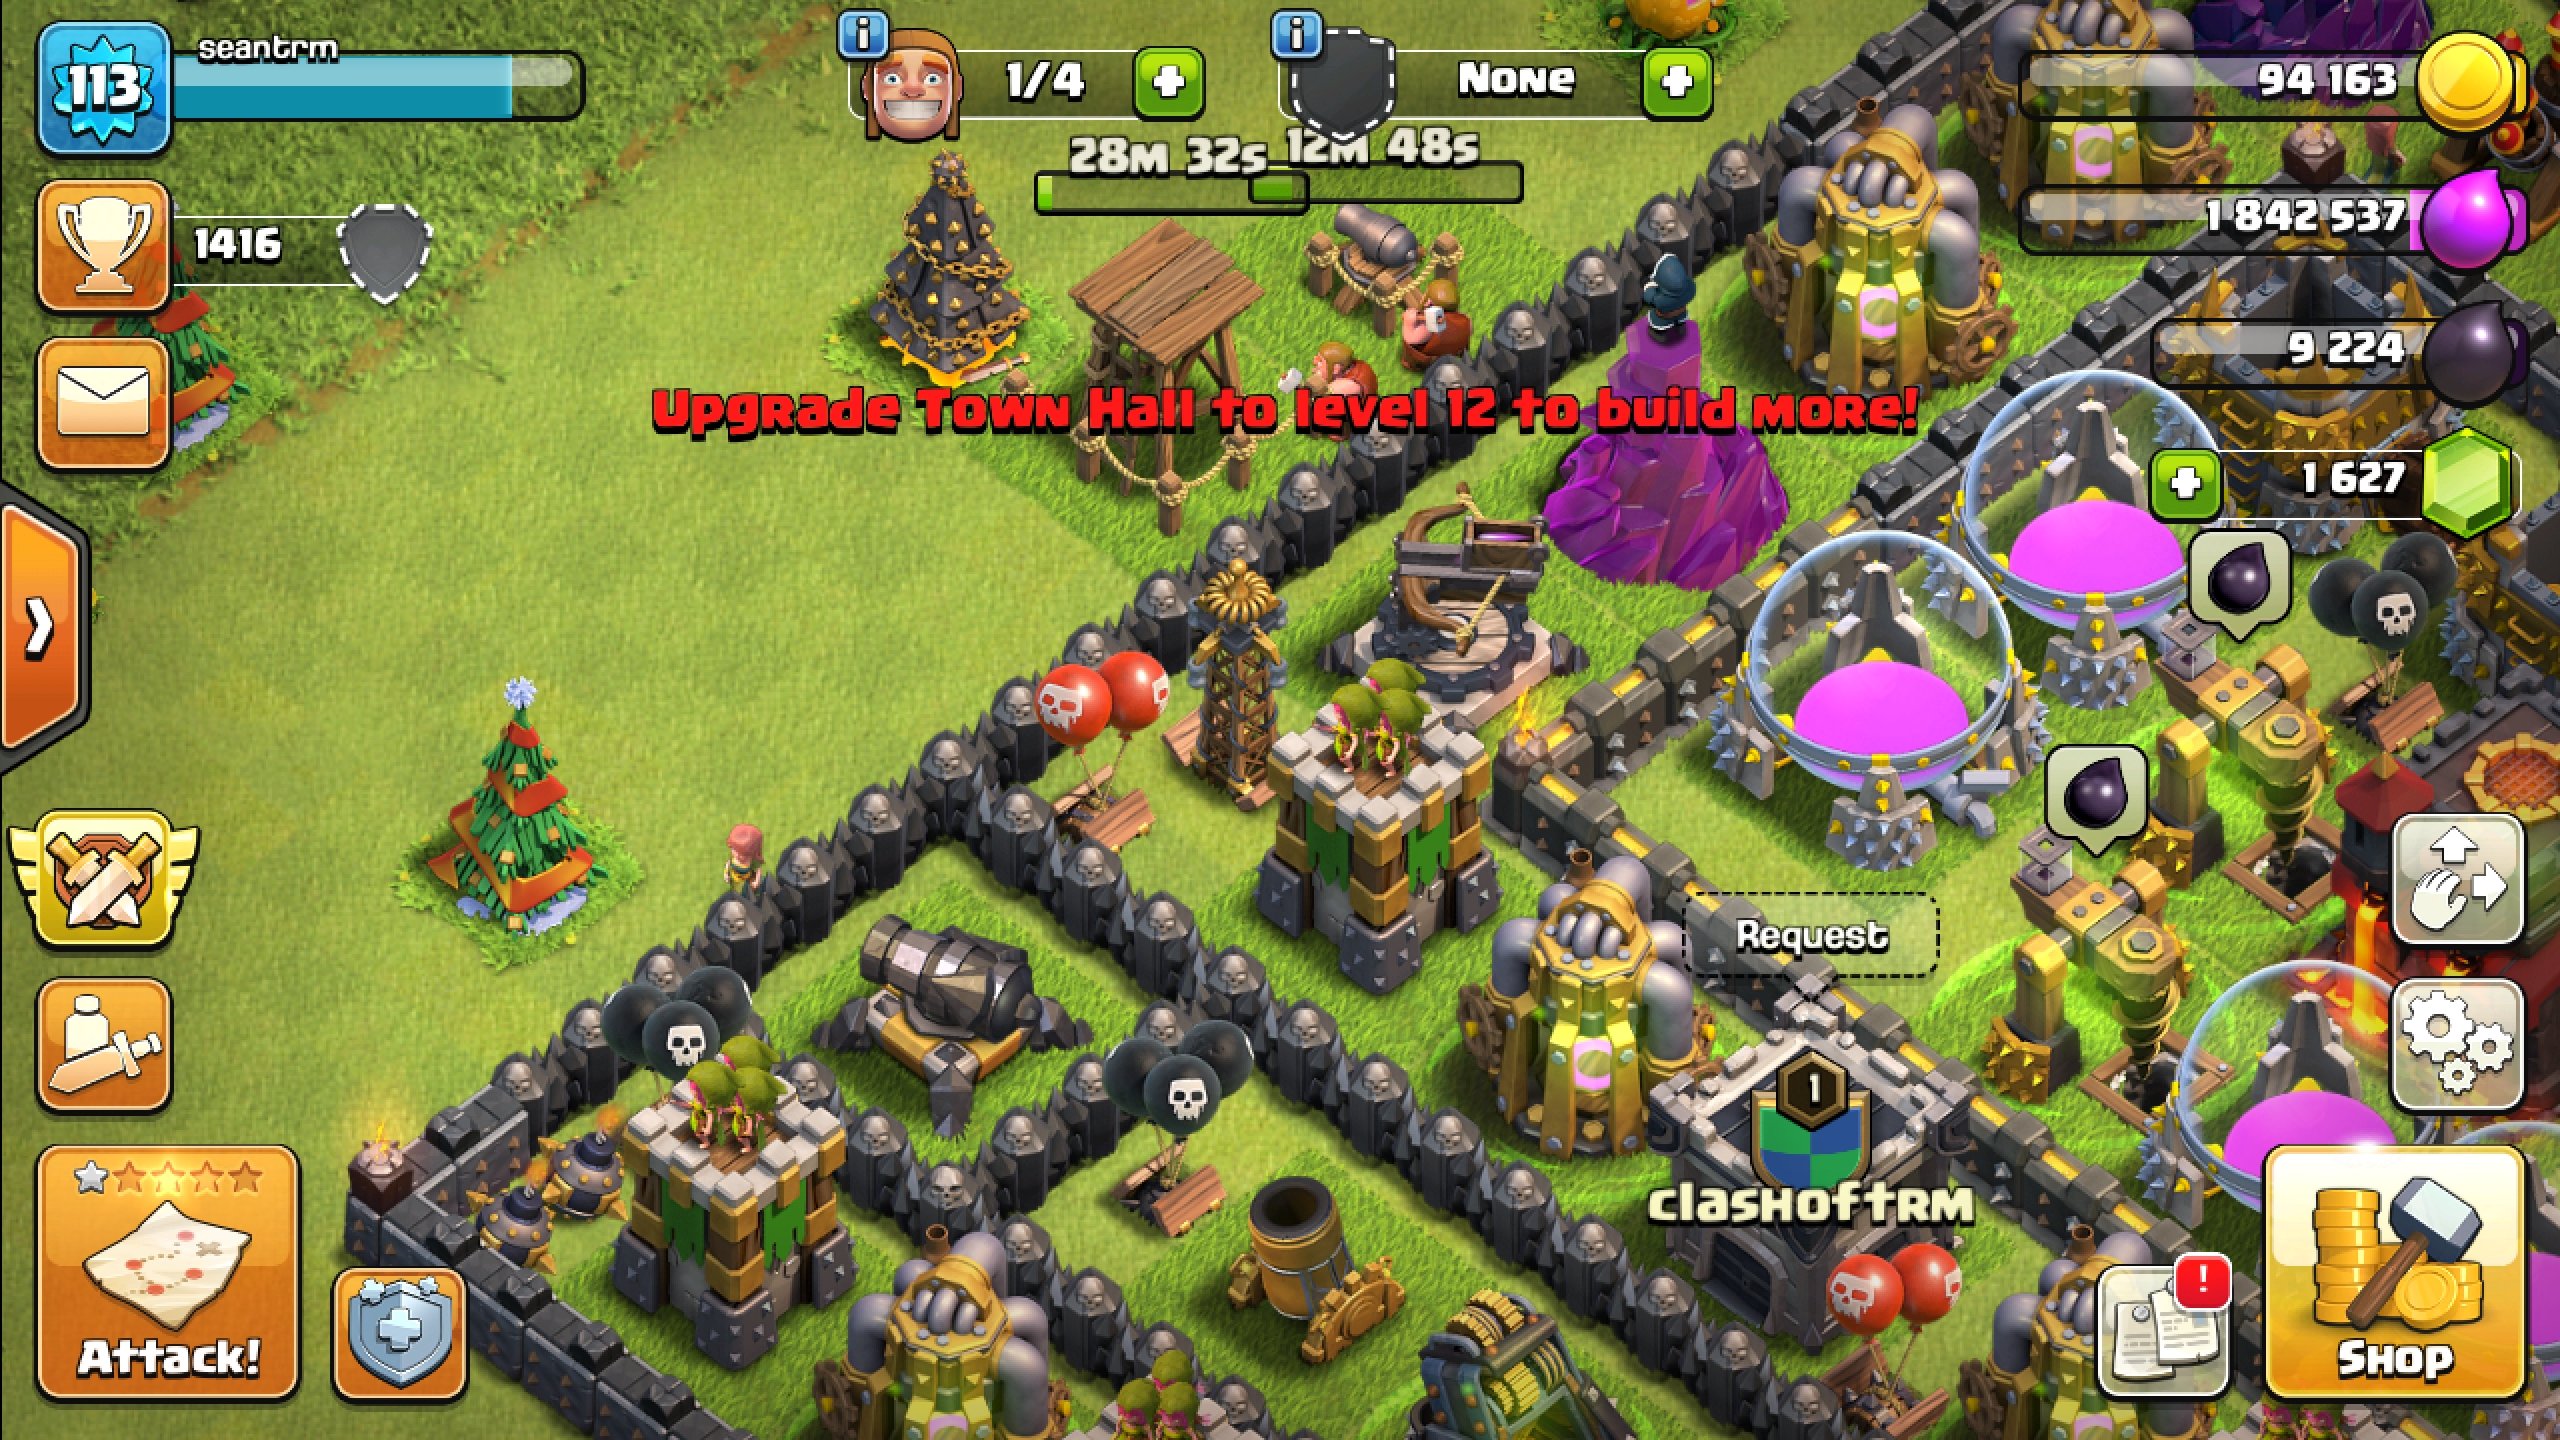 113
seantrm
1/4
None
94 163
28m 32s
12m 48s
1416
1 842 537
9 224
Upgrade Town Hall to level 12 to build more!
1 627
Request
1
clashoftrm
Attack!
!
Shop